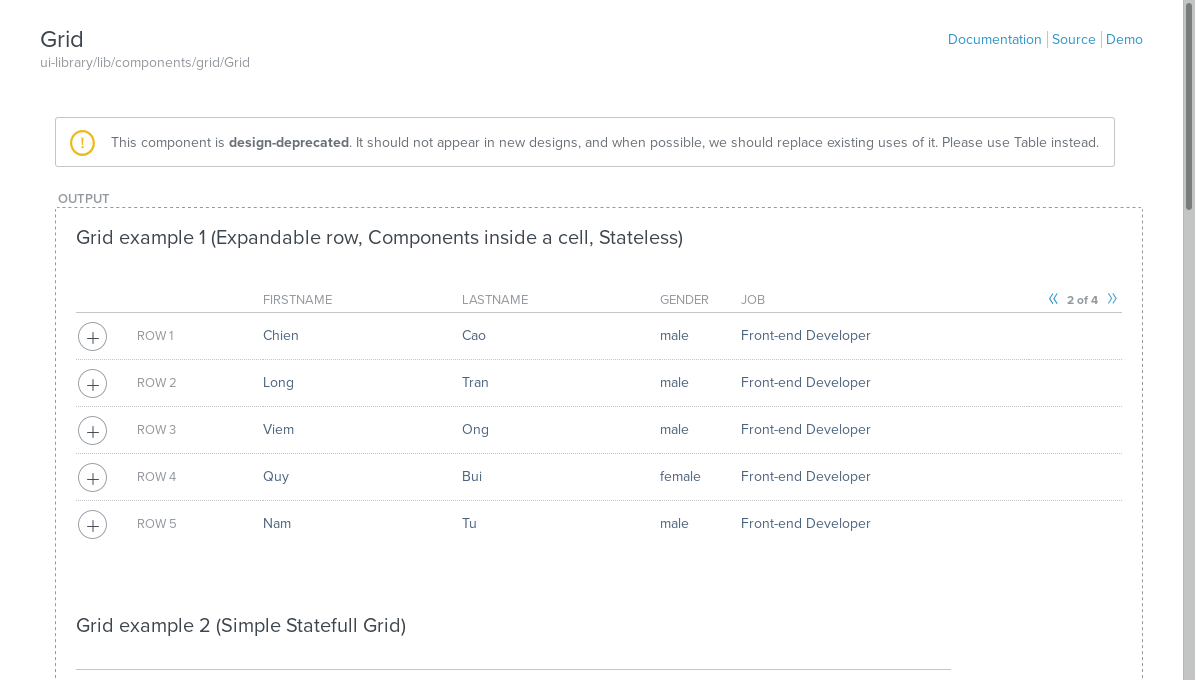 Grid
Documentation Source Demo
ui-library/lib/components/grid/Grid
! This component is design-deprecated. It should not appear in new designs, and when possible, we should replace existing uses of it. Please use Table instead.
OUTPUT
Grid example 1 (Expandable row, Components inside a cell, Stateless)
FIRSTNAME LASTNAME GENDER JOB « 2 of 4 »
+ ROW 1 Chien Cao male Front-end Developer
+ ROW 2 Long Tran male Front-end Developer
+ ROW 3 Viem Ong male Front-end Developer
+ ROW 4 Quy Bui female Front-end Developer
+ ROW 5 Nam Tu male Front-end Developer
Grid example 2 (Simple Statefull Grid)